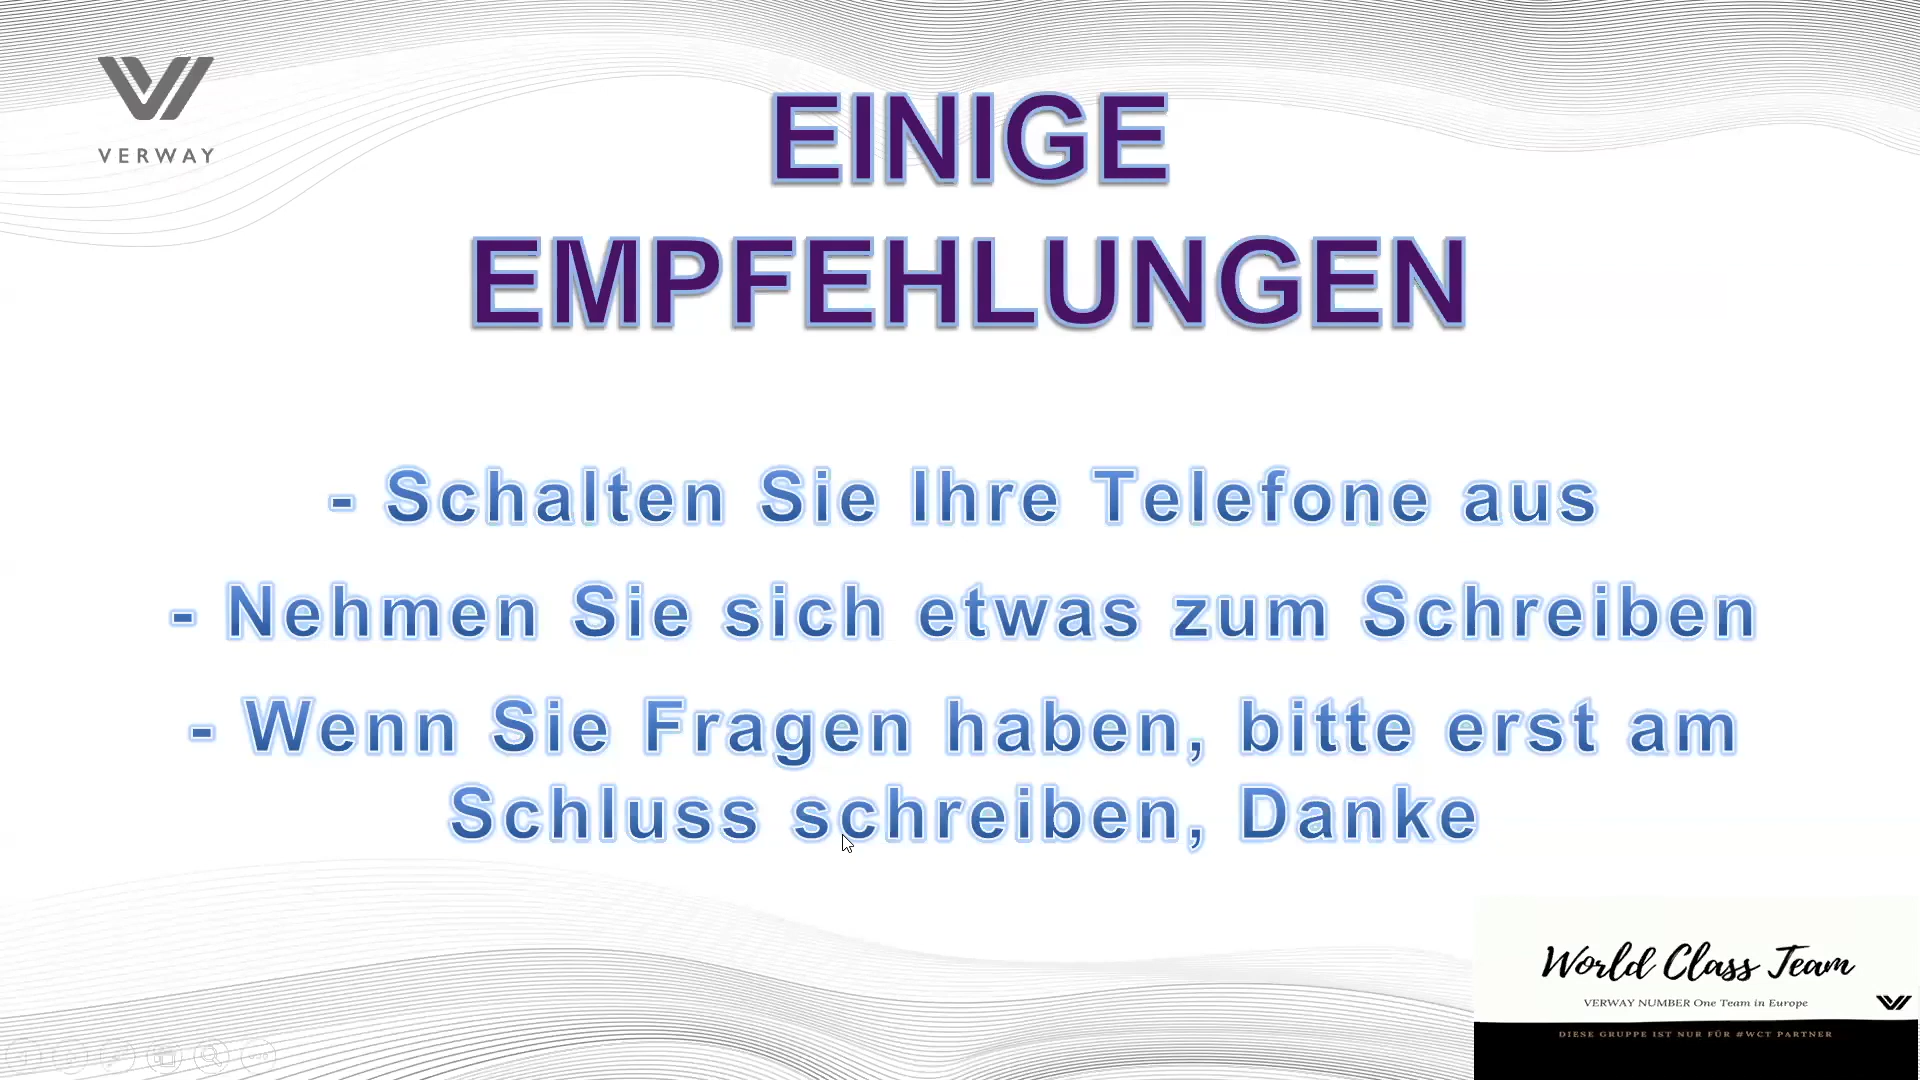 VERWAY
EINIGE
EMPFEHLUNGEN
- Schalten Sie Ihre Telefone aus
- Nehmen Sie sich etwas zum Schreiben
- Wenn Sie Fragen haben, bitte erst am
Schluss schreiben, Danke
World Class Team
VERWAY NUMBER One Team in Europe
DIESE GRUPPE IST NUR FÜR #WCT PARTNER